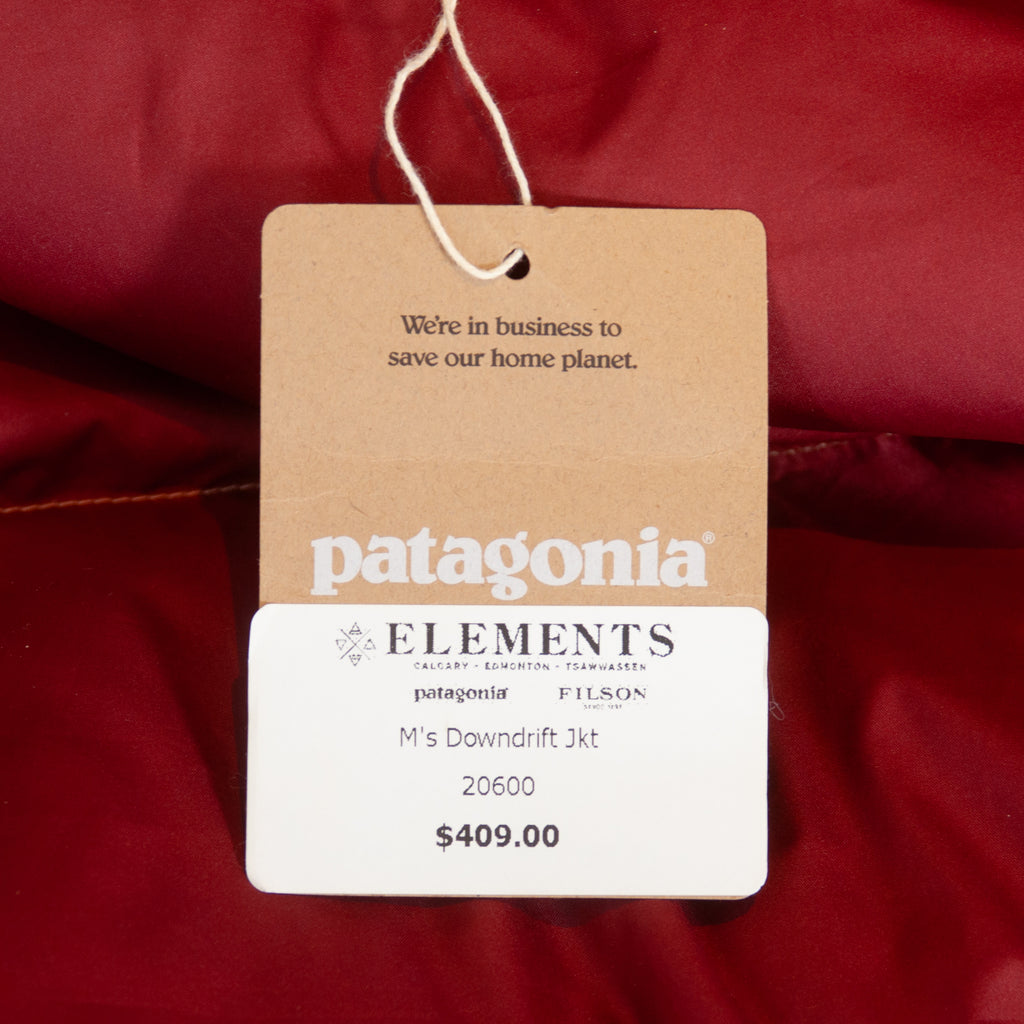 We're in business to
save our home planet.
patagonia®
ELEMENTS
CALGARY - EDMONTON - TSAWWASSEN
patagonia® FILSON
M's Downdrift Jkt
20600
$409.00